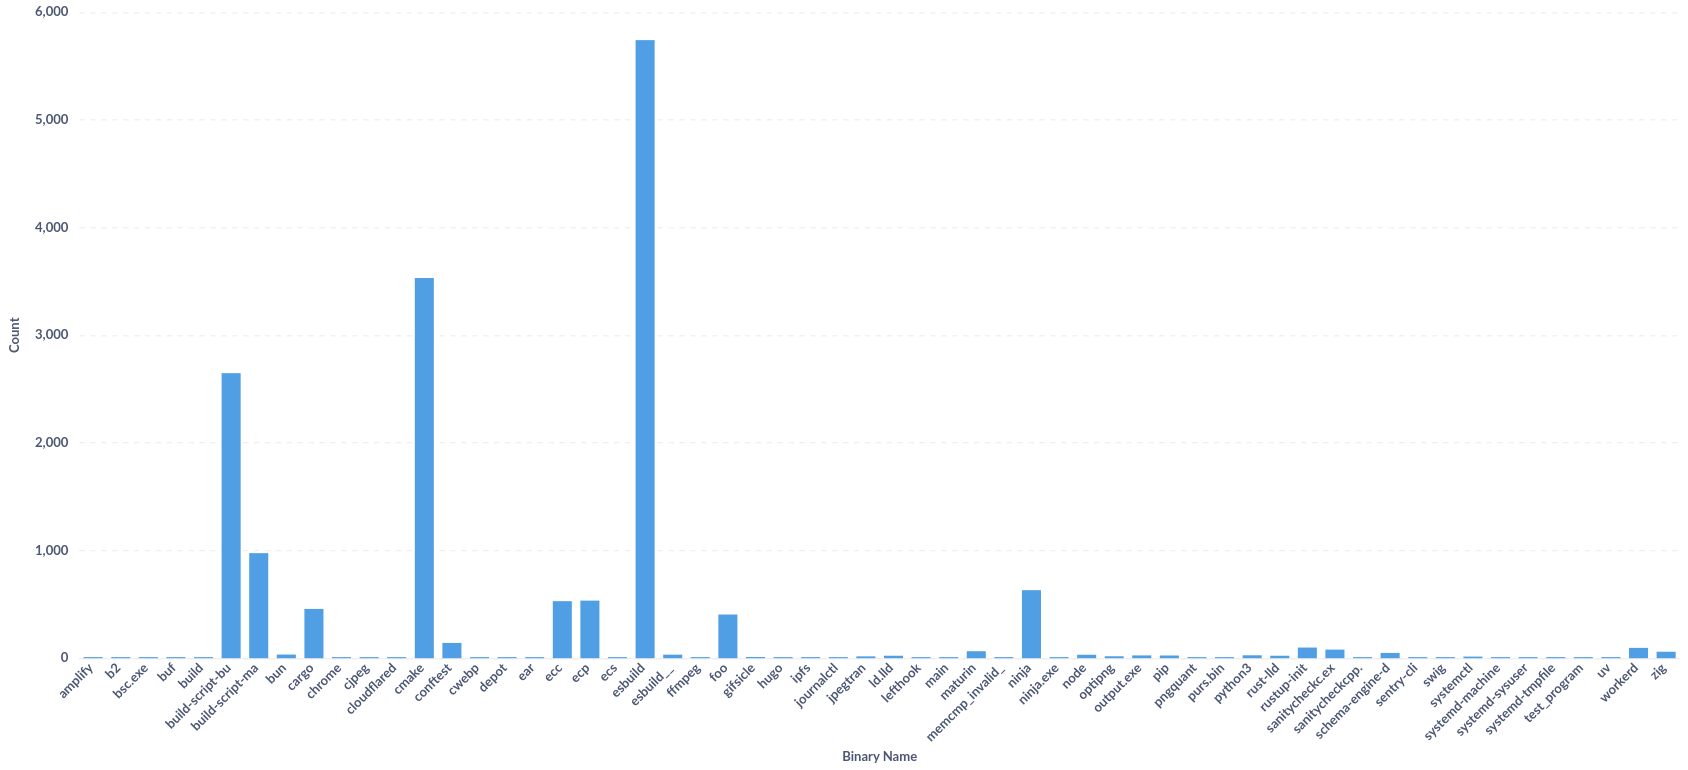 6,000
5,000
4,000
3,000
2,000
1,000
0
Count
amplify
b2
bsc.exe
buf
build
build-script-bu
build-script-ma
bun
cargo
chrome
cjpeg
cloudflared
cmake
conftest
cwebp
depot
ear
ecc
ecp
ecs
esbuild
esbuild__
ffmpeg
foo
gifsicle
hugo
ipfs
journalctl
jpegtran
ld.lld
lefthook
main
maturin
memcmp_invalid_
ninja
ninja.exe
node
optipng
output.exe
pip
pngquant
purs.bin
python3
rust-lld
rustup-init
sanitycheckc.ex
sanitycheckcpp.
schema-engine-d
sentry-cli
swig
systemctl
systemd-machine
systemd-sysuser
systemd-tmpfile
test_program
uv
workerd
zig
Binary Name